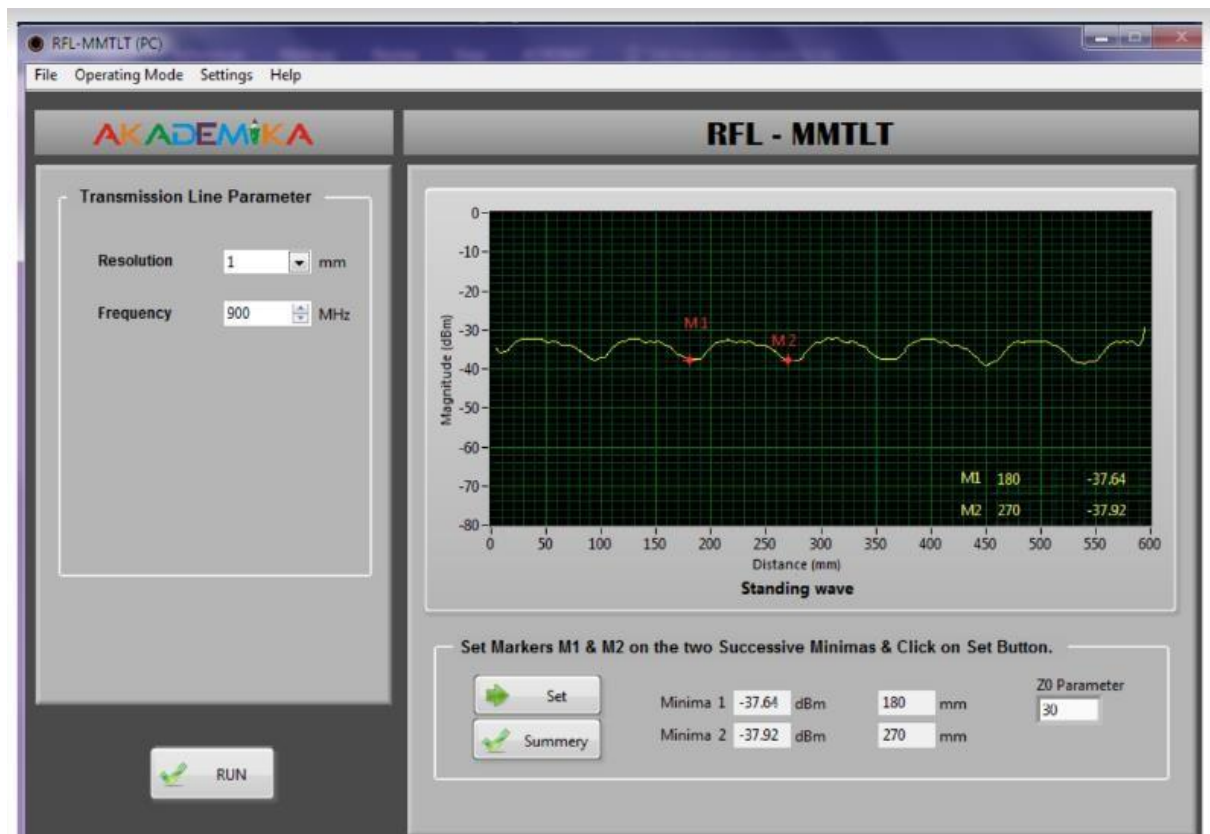 RFL-MMTLT (PC)
File Operating Mode Settings Help
AKADEMiKA
RFL - MMTLT
Transmission Line Parameter
Resolution 1 mm
Frequency 900 MHz
Magnitude (dBm)
0
-10
-20
-30
-40
-50
-60
-70
-80
M1
M2
M1 180 -37.64
M2 270 -37.92
0 50 100 150 200 250 300 350 400 450 500 550 600
Distance (mm)
Standing wave
Set Markers M1 & M2 on the two Successive Minimas & Click on Set Button.
Set
Summery
Minima 1 -37.64 dBm 180 mm
Minima 2 -37.92 dBm 270 mm
Z0 Parameter
30
RUN